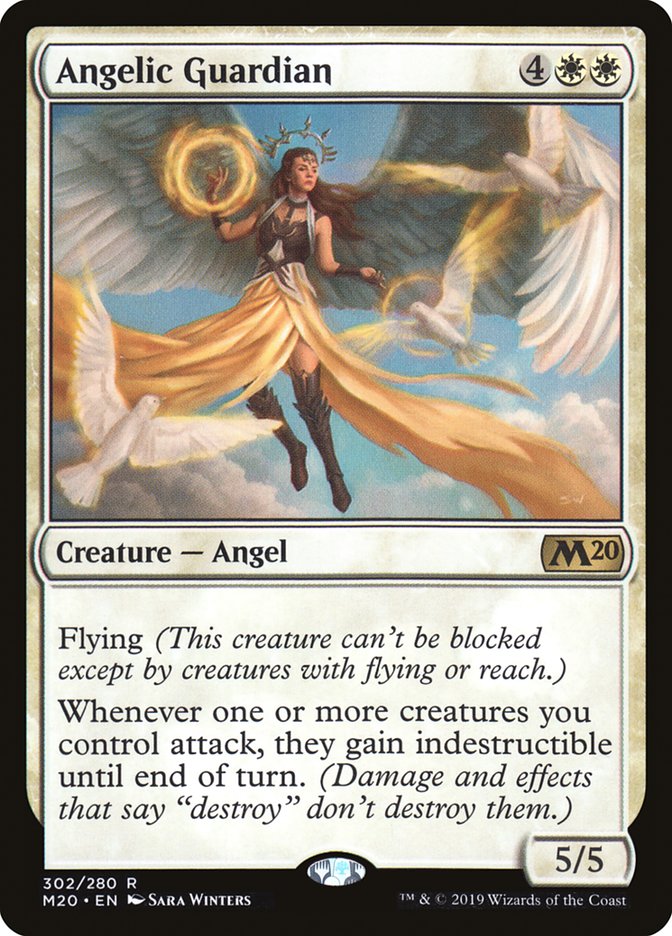 Angelic Guardian 4
SW
Creature — Angel M20
Flying (This creature can't be blocked
except by creatures with flying or reach.)
Whenever one or more creatures you
control attack, they gain indestructible
until end of turn. (Damage and effects
that say “destroy” don't destroy them.)
5/5
302/280 R
M20 • EN Sara Winters
™ & © 2019 Wizards of the Coast